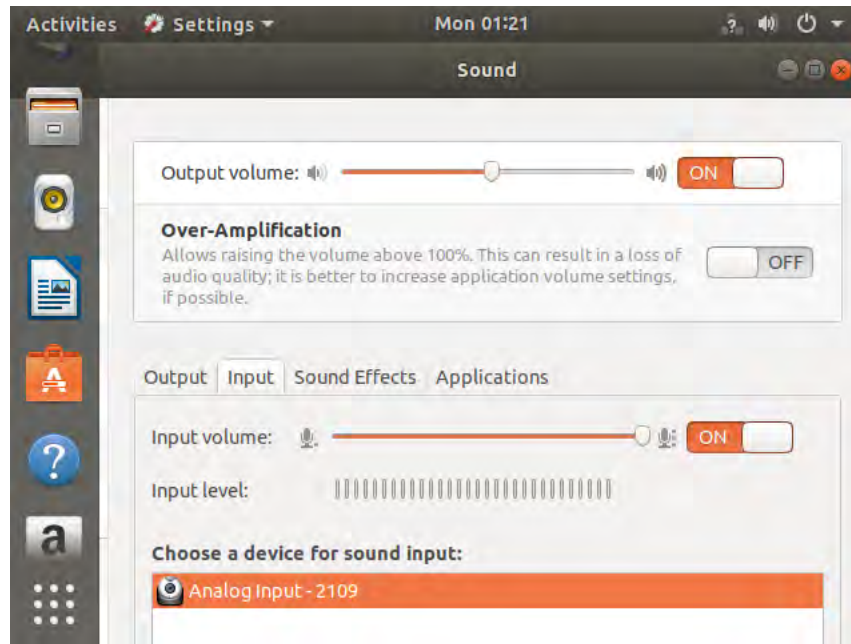 Activities Settings Mon 01:21 ?
Sound
Output volume: ON
Over-Amplification
Allows raising the volume above 100%. This can result in a loss of
audio quality; it is better to increase application volume settings,
if possible.
OFF
Output Input Sound Effects Applications
Input volume: ON
Input level:
Choose a device for sound input:
Analog Input - 2109
A
?
a